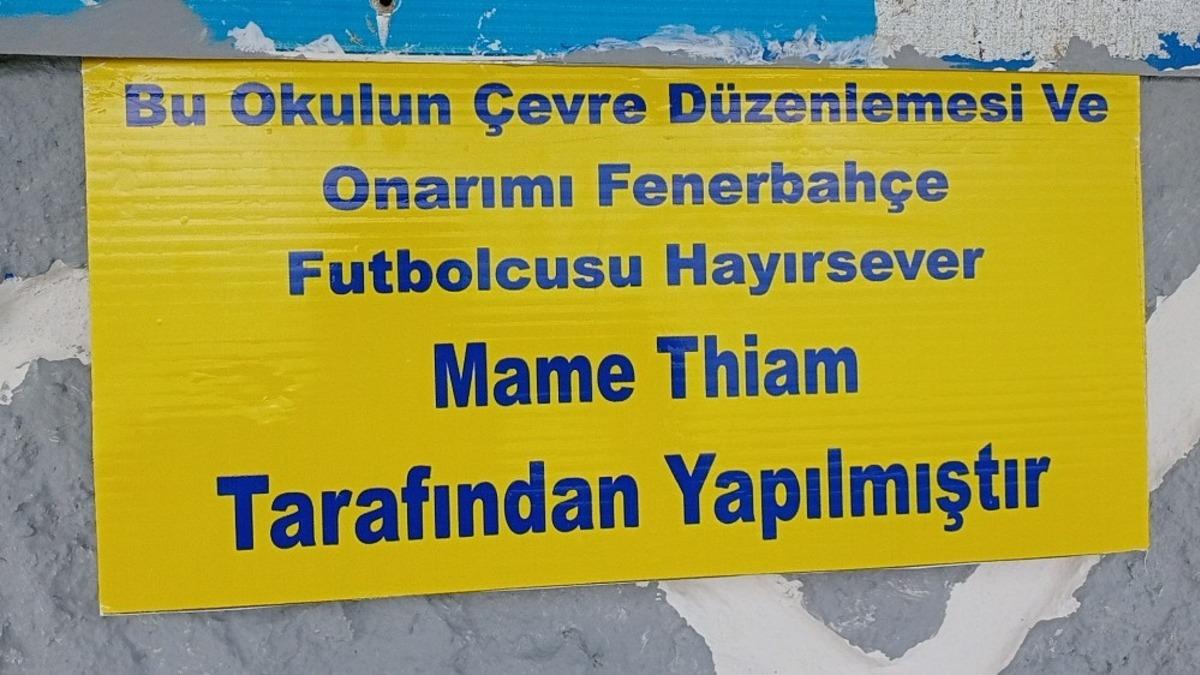 Bu Okulun Çevre Düzenlemesi Ve
Onarımı Fenerbahçe
Futbolcusu Hayırsever
Mame Thiam
Tarafından Yapılmıştır